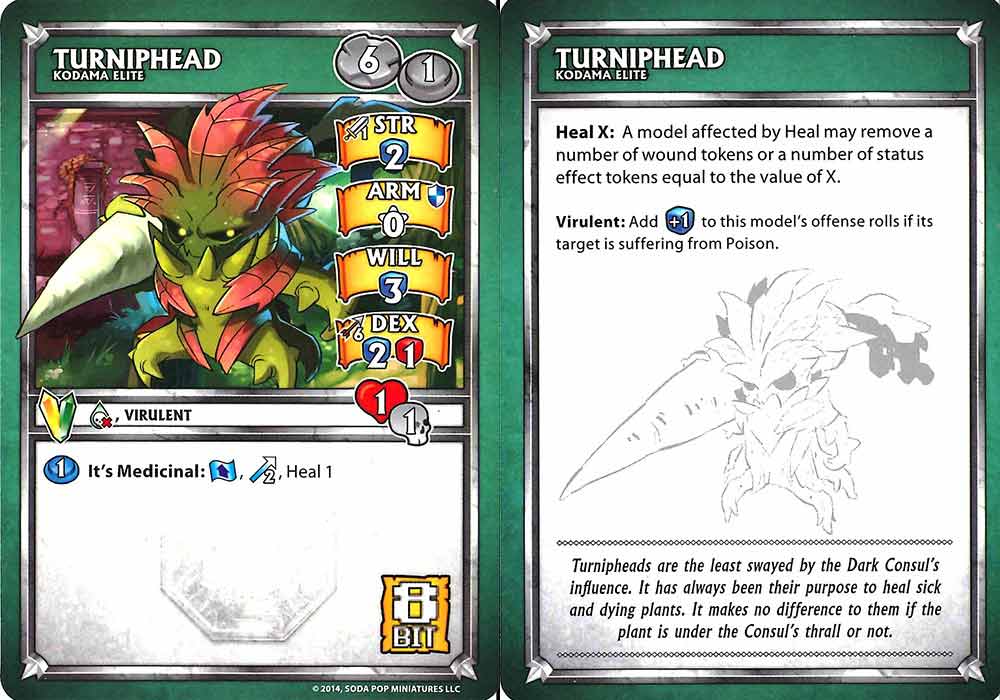 TURNIPHEAD
KODAMA ELITE
6
1
STR
2
ARM
0
WILL
3
6 DEX
2 1
, VIRULENT
1
1
1 It's Medicinal: , 2, Heal 1
8
BIT
© 2014, SODA POP MINIATURES LLC
TURNIPHEAD
KODAMA ELITE
Heal X: A model affected by Heal may remove a
number of wound tokens or a number of status
effect tokens equal to the value of X.
Virulent: Add +1 to this model's offense rolls if its
target is suffering from Poison.
Turnipheads are the least swayed by the Dark Consul's
influence. It has always been their purpose to heal sick
and dying plants. It makes no difference to them if the
plant is under the Consul's thrall or not.